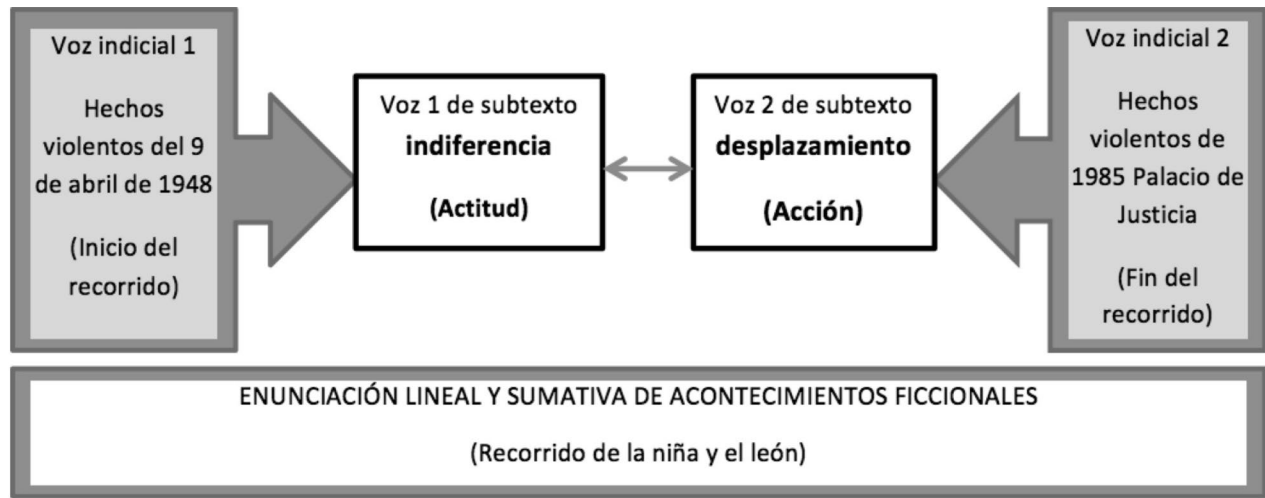 Voz indicial 1
Hechos
violentos del 9
de abril de 1948
(Inicio del
recorrido)
Voz 1 de subtexto
indiferencia
(Actitud)
Voz 2 de subtexto
desplazamiento
(Acción)
Voz indicial 2
Hechos
violentos de
1985 Palacio de
Justicia
(Fin del
recorrido)
ENUNCIACIÓN LINEAL Y SUMATIVA DE ACONTECIMIENTOS FICCIONALES
(Recorrido de la niña y el león)